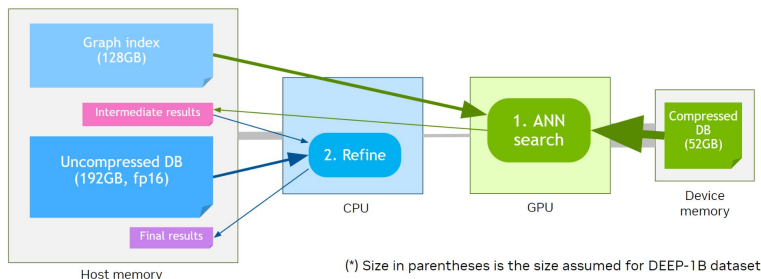 Graph index
(128GB)
Intermediate results
Uncompressed DB
(192GB, fp16)
Final results
Host memory
2. Refine
CPU
1. ANN
search
GPU
Compressed
DB
(52GB)
Device
memory
(*) Size in parentheses is the size assumed for DEEP-1B dataset